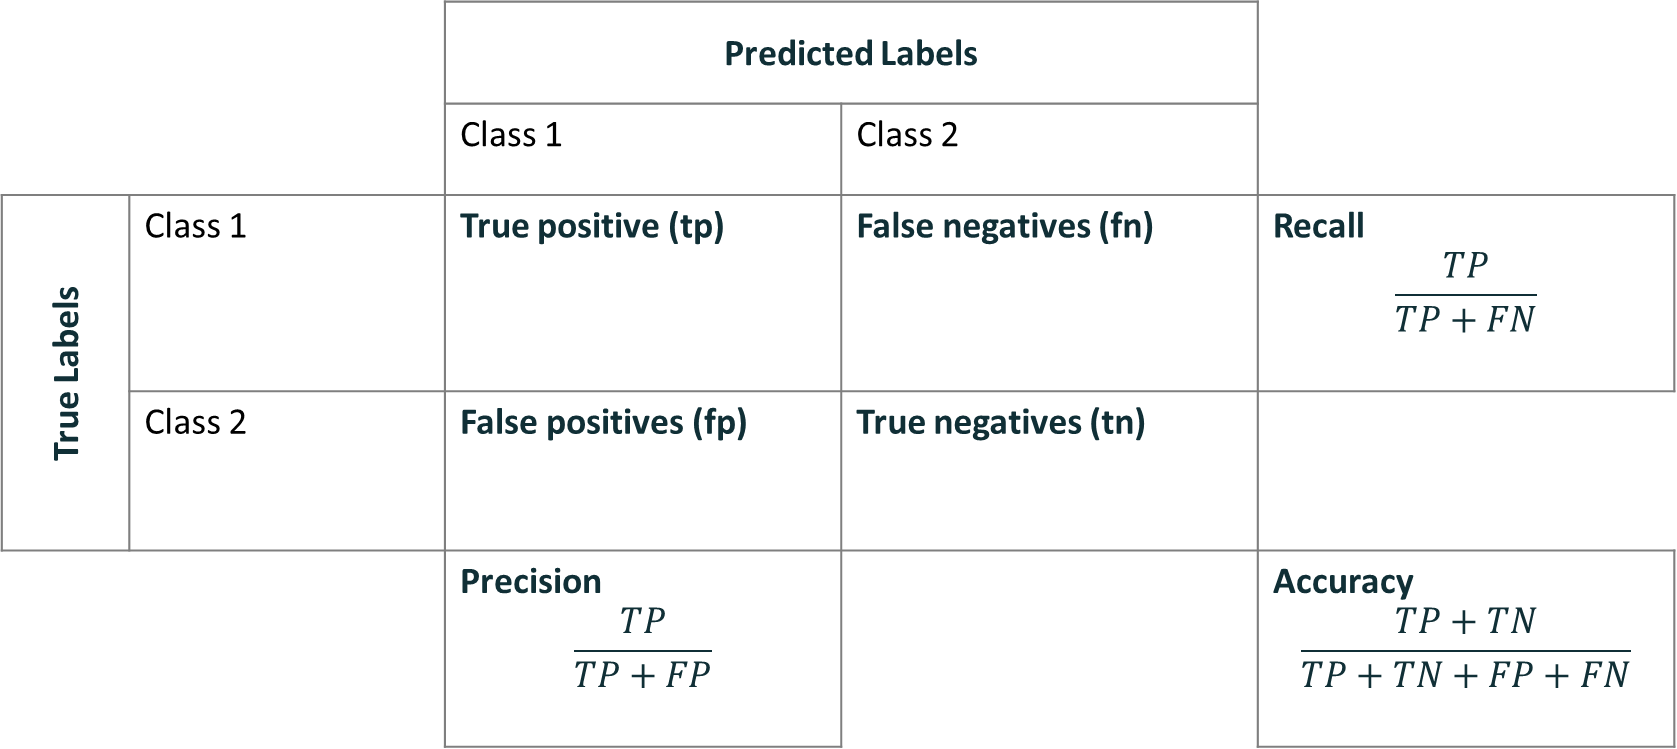 Predicted Labels
Class 1
Class 2
True Labels
Class 1
True positive (tp)
False negatives (fn)
Recall
TP
TP + FN
Class 2
False positives (fp)
True negatives (tn)
Precision
TP
TP + FP
Accuracy
TP + TN
TP + TN + FP + FN